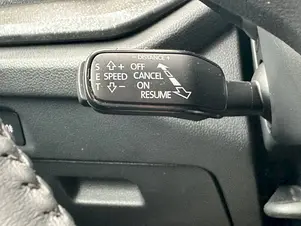 DISTANCE
S + OFF
E SPEED CANCEL
T - ON
RESUME